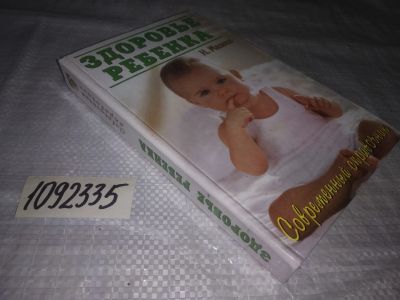 ЗДОРОВЬЕ
РЕБЕНКА
Современный справочник
ЗДОРОВЬЕ РЕБЕНКА
1092335